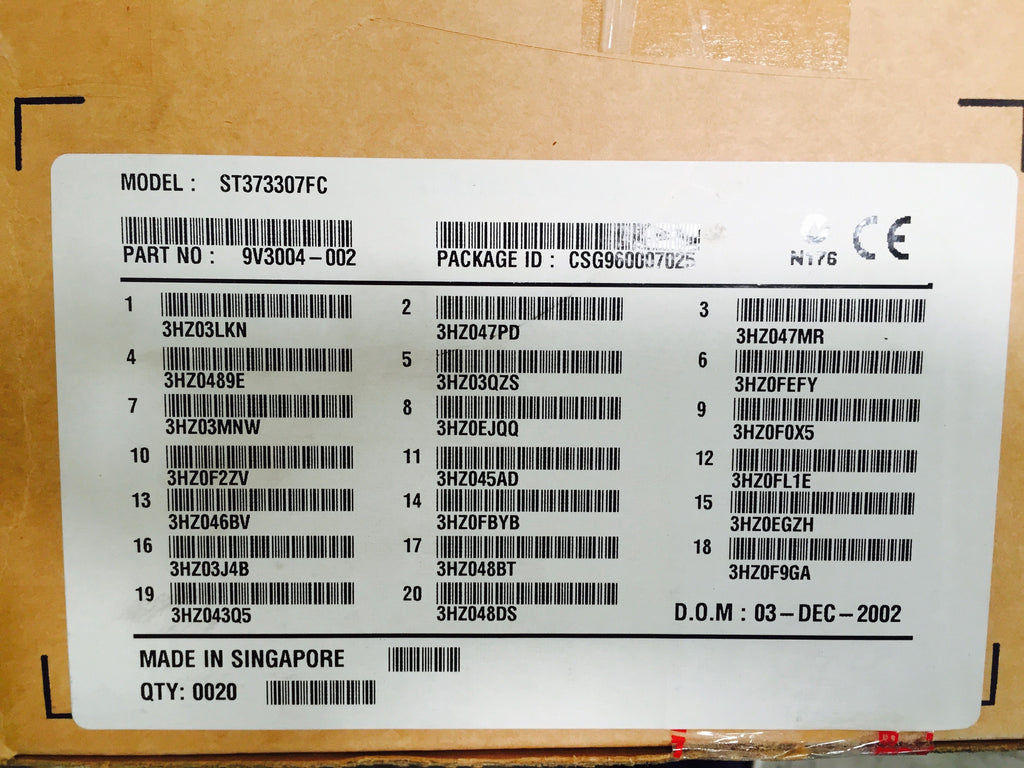 MODEL : ST373307FC
PART NO : 9V3004-002
PACKAGE ID : CSG960007025
N176
CE
1 3HZ03LKN
2 3HZ047PD
3 3HZ047MR
4 3HZ0489E
5 3HZ03QZS
6 3HZ0FEFY
7 3HZ03MNW
8 3HZ0EJQQ
9 3HZ0F0X5
10 3HZ0F2ZV
11 3HZ045AD
12 3HZ0FL1E
13 3HZ046BV
14 3HZ0FBYB
15 3HZ0EGZH
16 3HZ03J4B
17 3HZ048BT
18 3HZ0F9GA
19 3HZ043Q5
20 3HZ048DS
D.O.M : 03-DEC-2002
MADE IN SINGAPORE
QTY: 0020